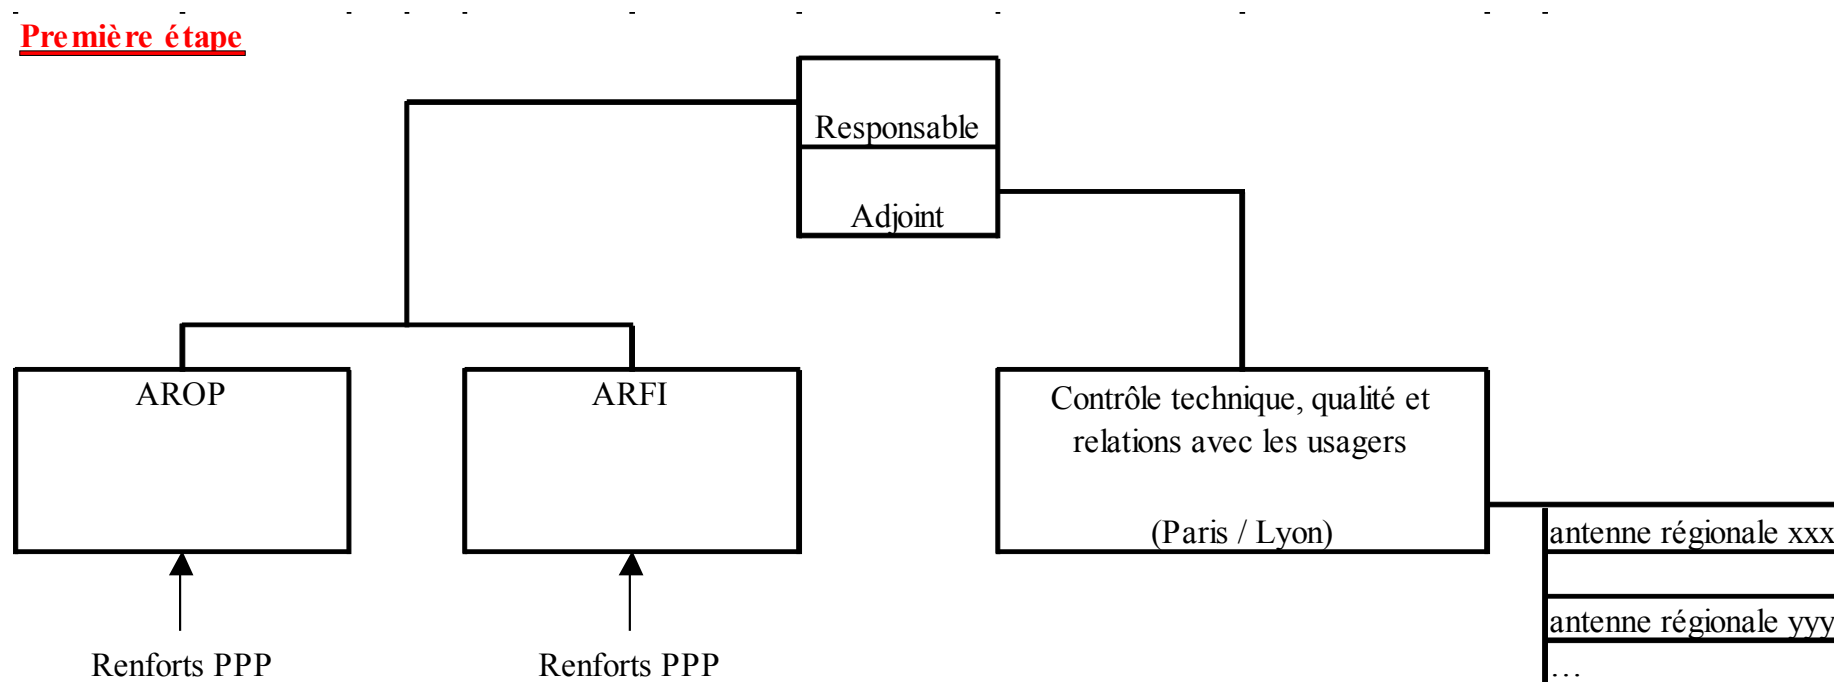 Première étape
Responsable
Adjoint
AROP
ARFI
Contrôle technique, qualité et
relations avec les usagers
(Paris / Lyon)
antenne régionale xxx
antenne régionale yyy
…
Renforts PPP
Renforts PPP